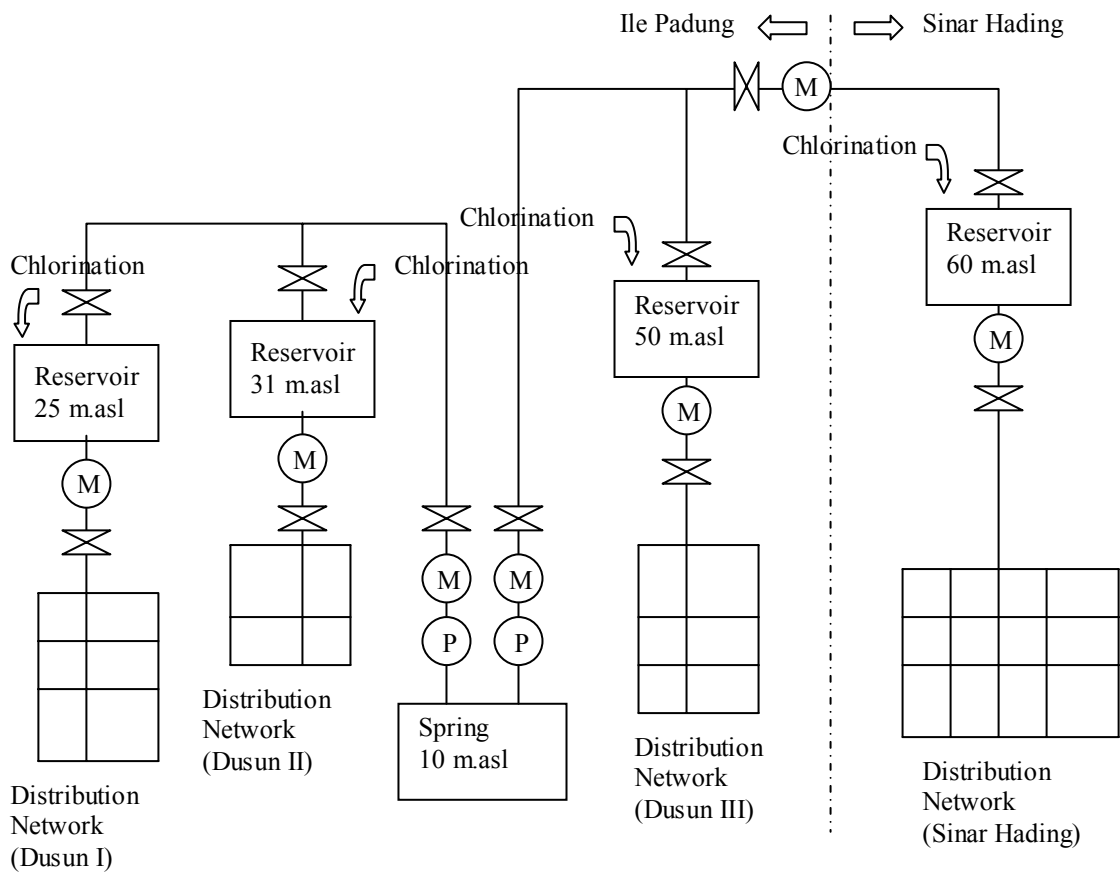 Ile Padung
Sinar Hading
M
Chlorination
Chlorination
Reservoir
60 m.asl
Chlorination
Chlorination
Reservoir
50 m.asl
Reservoir
31 m.asl
Reservoir
25 m.asl
M
M
M
M
M
M
P
P
Distribution
Network
(Dusun II)
Spring
10 m.asl
Distribution
Network
(Dusun III)
Distribution
Network
(Sinar Hading)
Distribution
Network
(Dusun I)